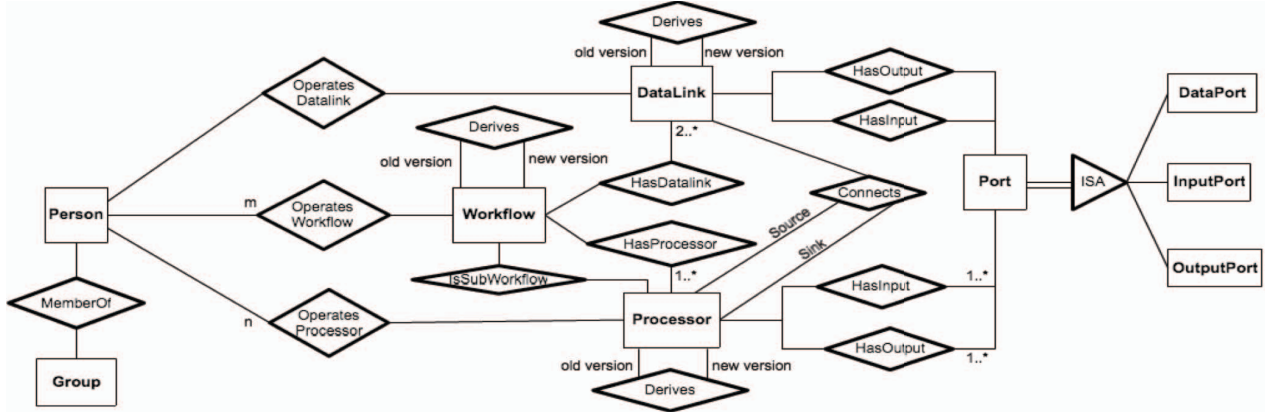 Derives
old version
new version
Operates
Datalink
DataLink
HasOutput
HasInput
DataPort
Derives
old version
new version
2..*
HasDatalink
Port
ISA
InputPort
Person
m
Operates
Workflow
Workflow
Connects
Source
Sink
HasProcessor
1..*
IsSubWorkflow
MemberOf
n
Operates
Processor
Processor
HasInput
1..*
HasOutput
1..*
OutputPort
old version
new version
Derives
Group